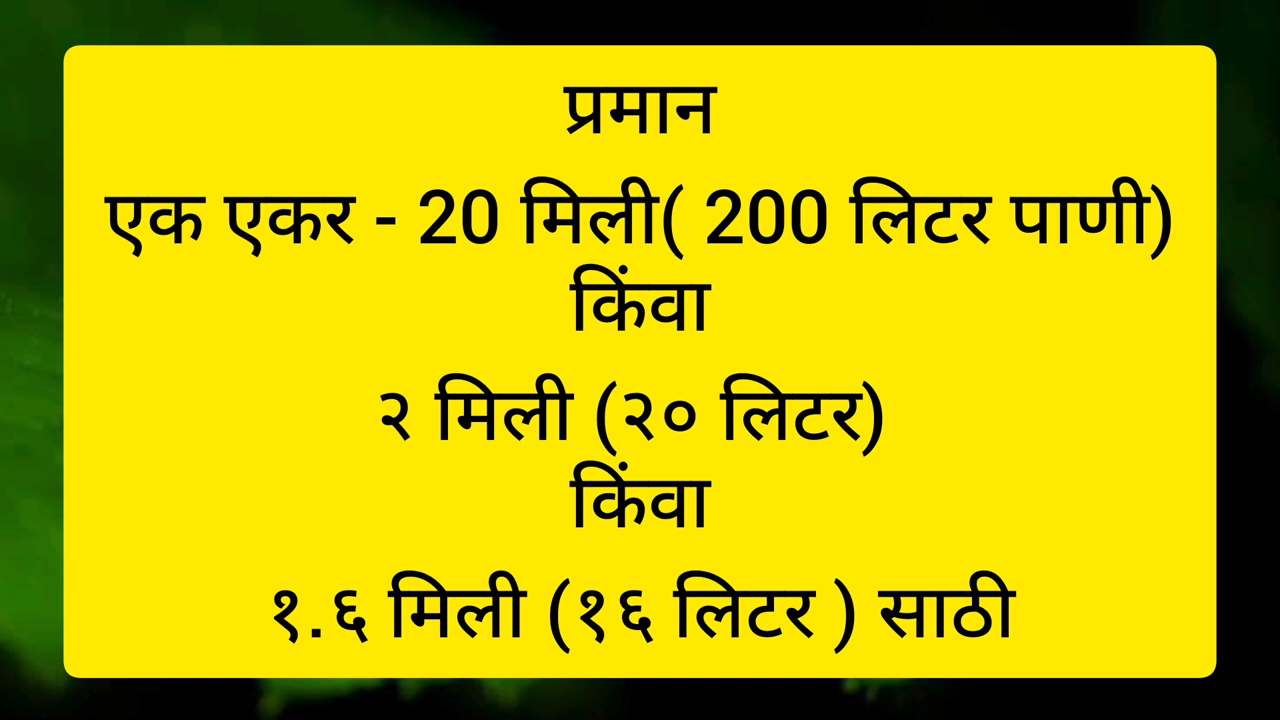 प्रमान
एक एकर - 20 मिली( 200 लिटर पाणी)
किंवा
२ मिली (२० लिटर)
किंवा
१.६ मिली (१६ लिटर ) साठी